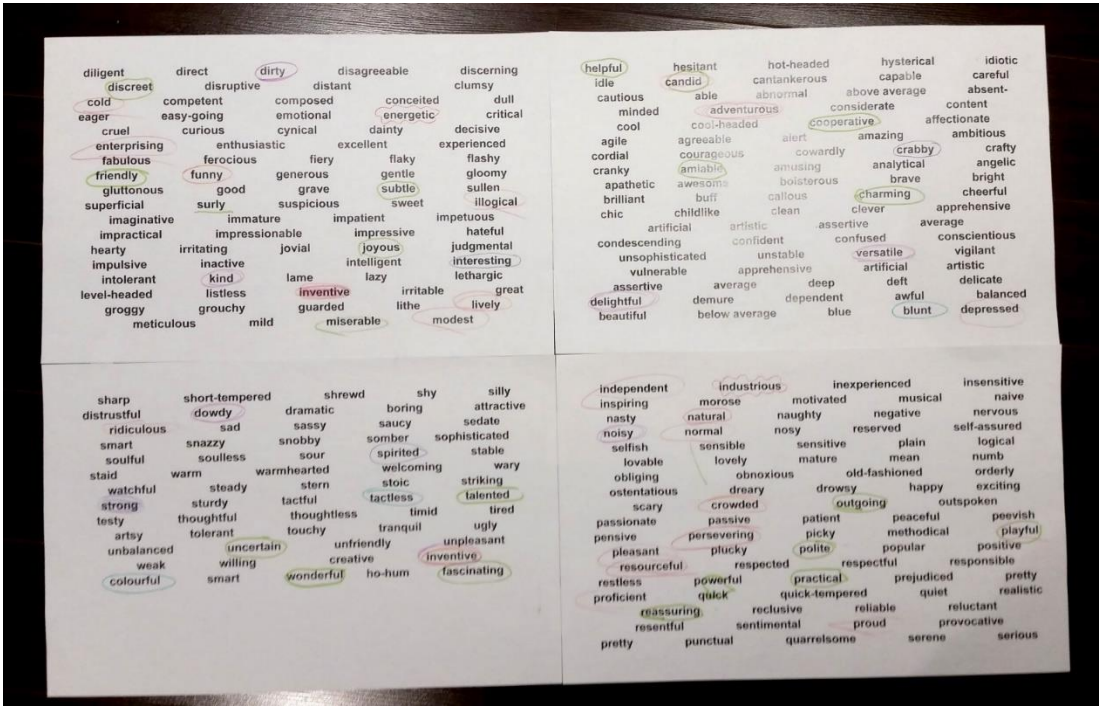 diligent direct dirty disagreeable discerning
discreet disruptive distant clumsy
cold competent composed conceited dull
eager easy-going emotional energetic critical
cruel curious cynical dainty decisive
enterprising enthusiastic excellent experienced
fabulous ferocious fiery flaky flashy
friendly funny generous gentle gloomy
gluttonous good grave subtle sullen
superficial surly suspicious sweet illogical
imaginative immature impatient impetuous
impractical impressionable impressive hateful
hearty irritating jovial joyous judgmental
impulsive inactive intelligent interesting
intolerant kind lame lazy lethargic
level-headed listless inventive irritable great
groggy grouchy guarded lithe lively
meticulous mild miserable modest
helpful hesitant hot-headed hysterical idiotic
idle candid cantankerous capable careful
cautious able abnormal above average absent-
minded adventurous considerate content
cool cool-headed cooperative affectionate
agile agreeable alert amazing ambitious
cordial courageous cowardly crabby crafty
cranky amiable amusing analytical angelic
apathetic awesome boisterous brave bright
brilliant buff callous charming cheerful
chic childlike clean clever apprehensive
artificial artistic assertive average
condescending confident confused conscientious
unsophisticated unstable versatile vigilant
vulnerable apprehensive artificial artistic
assertive average deep deft delicate
delightful demure dependent awful balanced
beautiful below average blue blunt depressed
sharp short-tempered shrewd shy silly
distrustful dowdy dramatic boring attractive
ridiculous sad sassy saucy sedate
smart snazzy snobby somber sophisticated
soulful soulless sour spirited stable
staid warm warmhearted welcoming wary
watchful steady stern stoic striking
strong sturdy tactful tactless talented
testy thoughtful thoughtless timid tired
artsy tolerant touchy tranquil ugly
unbalanced uncertain unfriendly unpleasant
weak willing creative inventive
colourful smart wonderful ho-hum fascinating
independent industrious inexperienced insensitive
inspiring morose motivated musical naive
nasty natural naughty negative nervous
noisy normal nosy reserved self-assured
selfish sensible sensitive plain logical
lovable lovely mature mean numb
obliging obnoxious old-fashioned orderly
ostentatious dreary drowsy happy exciting
scary crowded outgoing outspoken
passionate passive patient peaceful peevish
pensive persevering picky methodical playful
pleasant plucky polite popular positive
resourceful respected respectful responsible
restless powerful practical prejudiced pretty
proficient quick quick-tempered quiet realistic
reassuring reclusive reliable reluctant
resentful sentimental proud provocative
pretty punctual quarrelsome serene serious